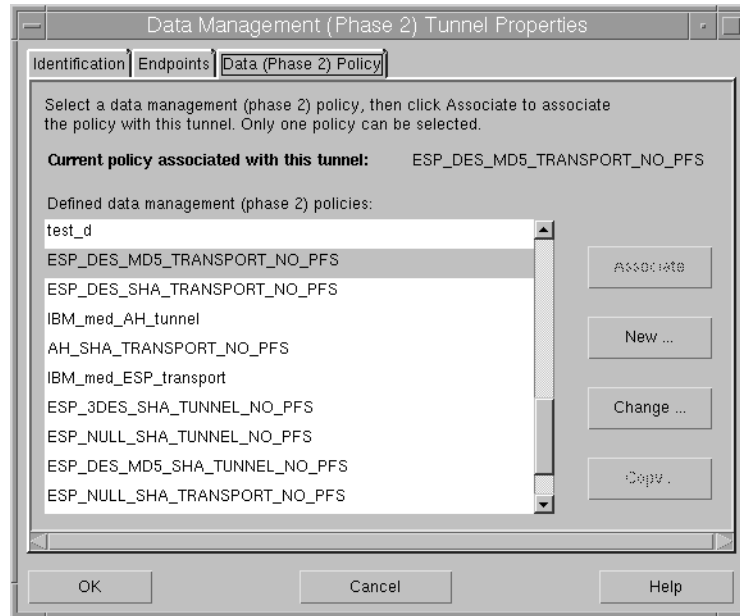 Data Management (Phase 2) Tunnel Properties
Identification Endpoints Data (Phase 2) Policy
Select a data management (phase 2) policy, then click Associate to associate
the policy with this tunnel. Only one policy can be selected.
Current policy associated with this tunnel: ESP_DES_MD5_TRANSPORT_NO_PFS
Defined data management (phase 2) policies:
test_d
ESP_DES_MD5_TRANSPORT_NO_PFS
Associate
ESP_DES_SHA_TRANSPORT_NO_PFS
IBM_med_AH_tunnel
New ...
AH_SHA_TRANSPORT_NO_PFS
IBM_med_ESP_transport
ESP_3DES_SHA_TUNNEL_NO_PFS
Change ...
ESP_NULL_SHA_TUNNEL_NO_PFS
ESP_DES_MD5_SHA_TUNNEL_NO_PFS
Copy .
ESP_NULL_SHA_TRANSPORT_NO_PFS
OK Cancel Help